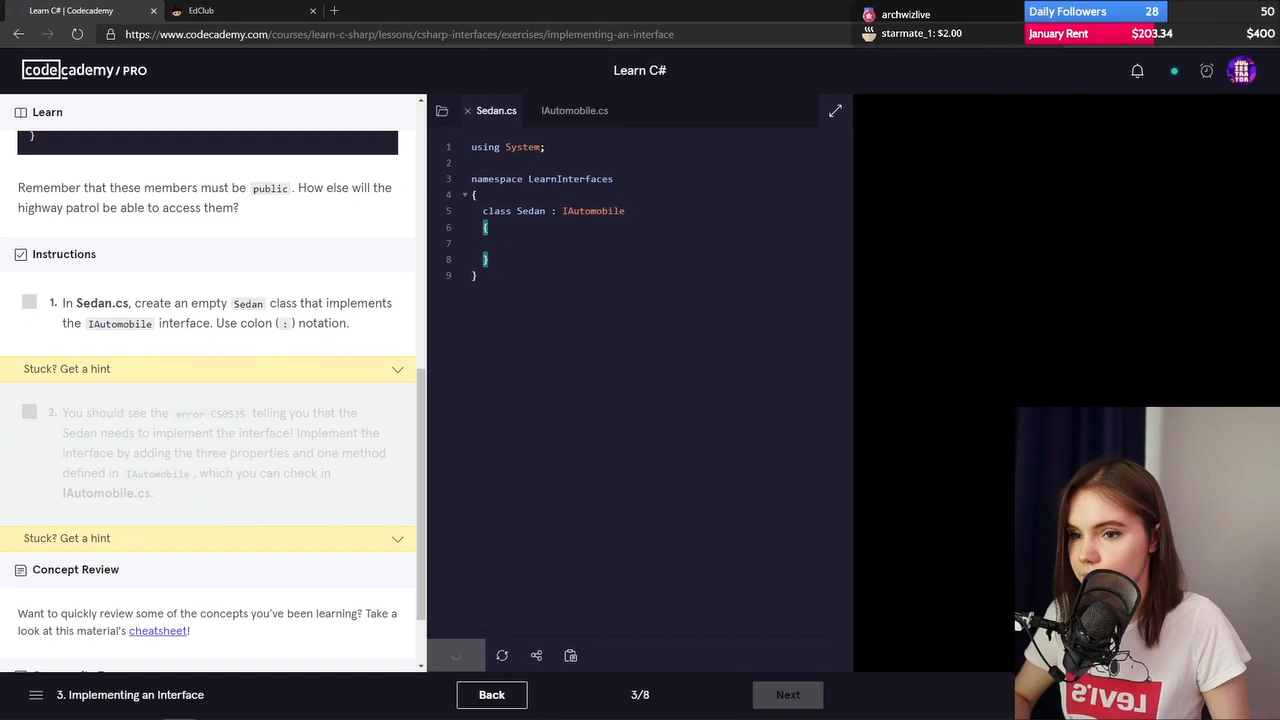 Learn C# | Codecademy
EdClub
https://www.codecademy.com/courses/learn-c-sharp/lessons/csharp-interfaces/exercises/implementing-an-interface
archwizlive
starmate_1: $2.00
Daily Followers 28 50
January Rent $203.34 $400
codecademy / PRO
Learn C#
Learn
}
Remember that these members must be public. How else will the
highway patrol be able to access them?
Instructions
1. In Sedan.cs, create an empty Sedan class that implements
the IAutomobile interface. Use colon (:) notation.
Stuck? Get a hint
2. You should see the error CS0535 telling you that the
Sedan needs to implement the interface! Implement the
interface by adding the three properties and one method
defined in IAutomobile, which you can check in
IAutomobile.cs.
Stuck? Get a hint
Concept Review
Want to quickly review some of the concepts you've been learning? Take a
look at this material's cheatsheet!
Sedan.cs IAutomobile.cs
1 using System;
2
3 namespace LearnInterfaces
4 {
5 class Sedan : IAutomobile
6 {
7
8 }
9 }
3. Implementing an Interface
Back
3/8
Next
LEVI'S